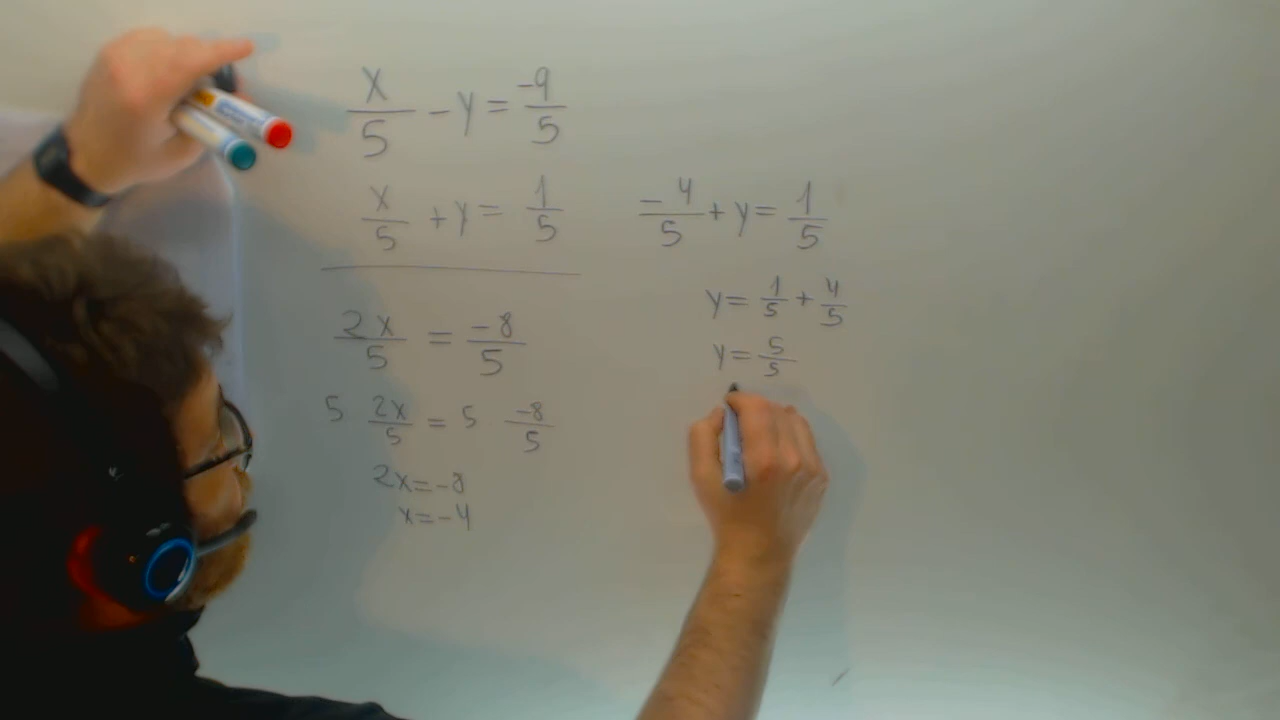 x/5 - y = -9/5
x/5 + y = 1/5
2x/5 = -8/5
5 2x/5 = 5 -8/5
2x = -8
x = -4
-4/5 + y = 1/5
y = 1/5 + 4/5
y = 5/5